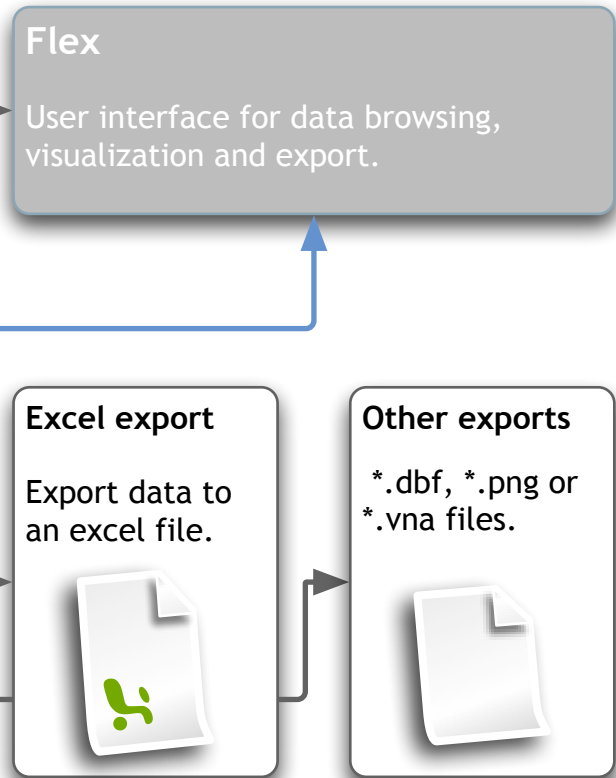 Flex
User interface for data browsing,
visualization and export.
Excel export
Export data to
an excel file.
Other exports
*.dbf, *.png or
*.vna files.